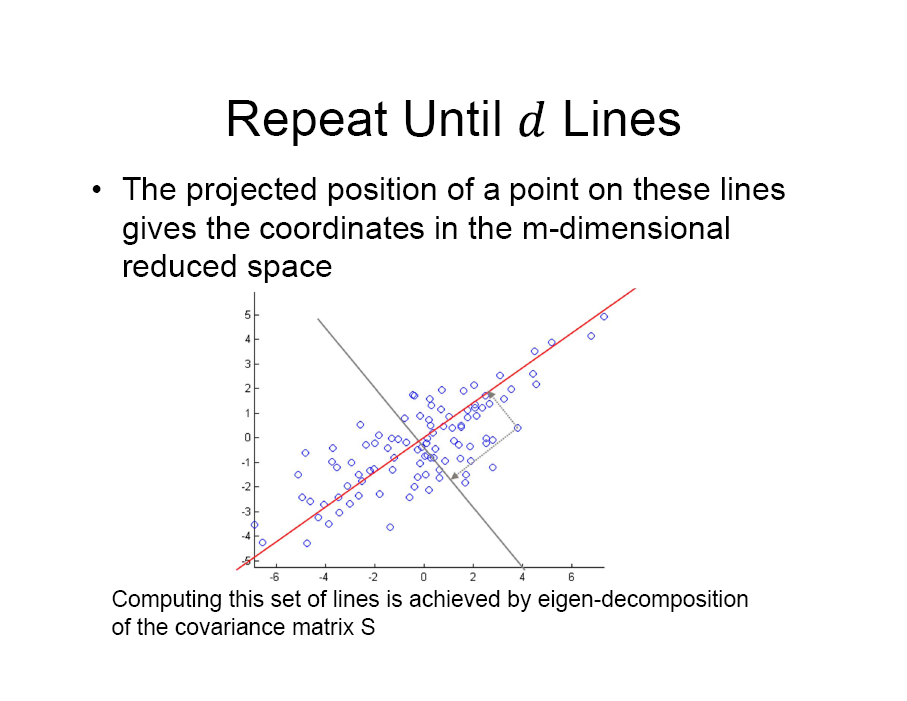 Repeat Until 𝑑 Lines
• The projected position of a point on these lines
gives the coordinates in the m-dimensional
reduced space
5
4
3
2
1
0
-1
-2
-3
-4
-5
-6 -4 -2 0 2 4 6
Computing this set of lines is achieved by eigen-decomposition
of the covariance matrix S